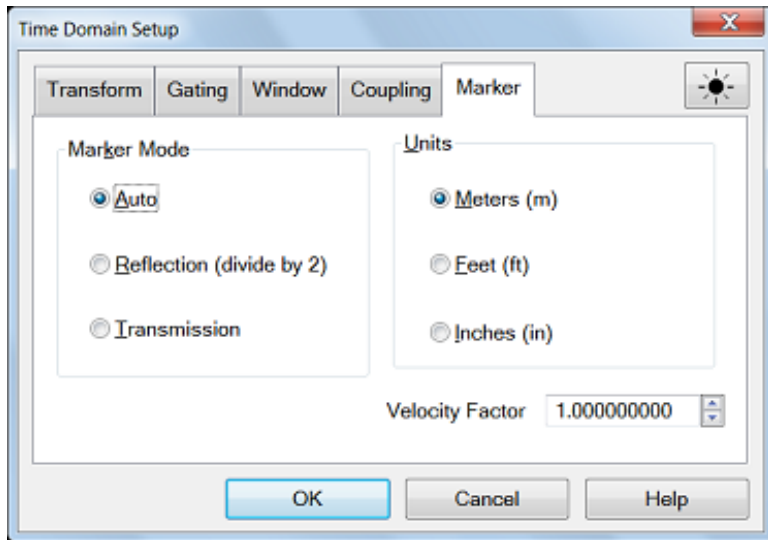 Time Domain Setup
Transform Gating Window Coupling Marker
Marker Mode
Auto
Reflection (divide by 2)
Transmission
Units
Meters (m)
Feet (ft)
Inches (in)
Velocity Factor 1.000000000
OK Cancel Help